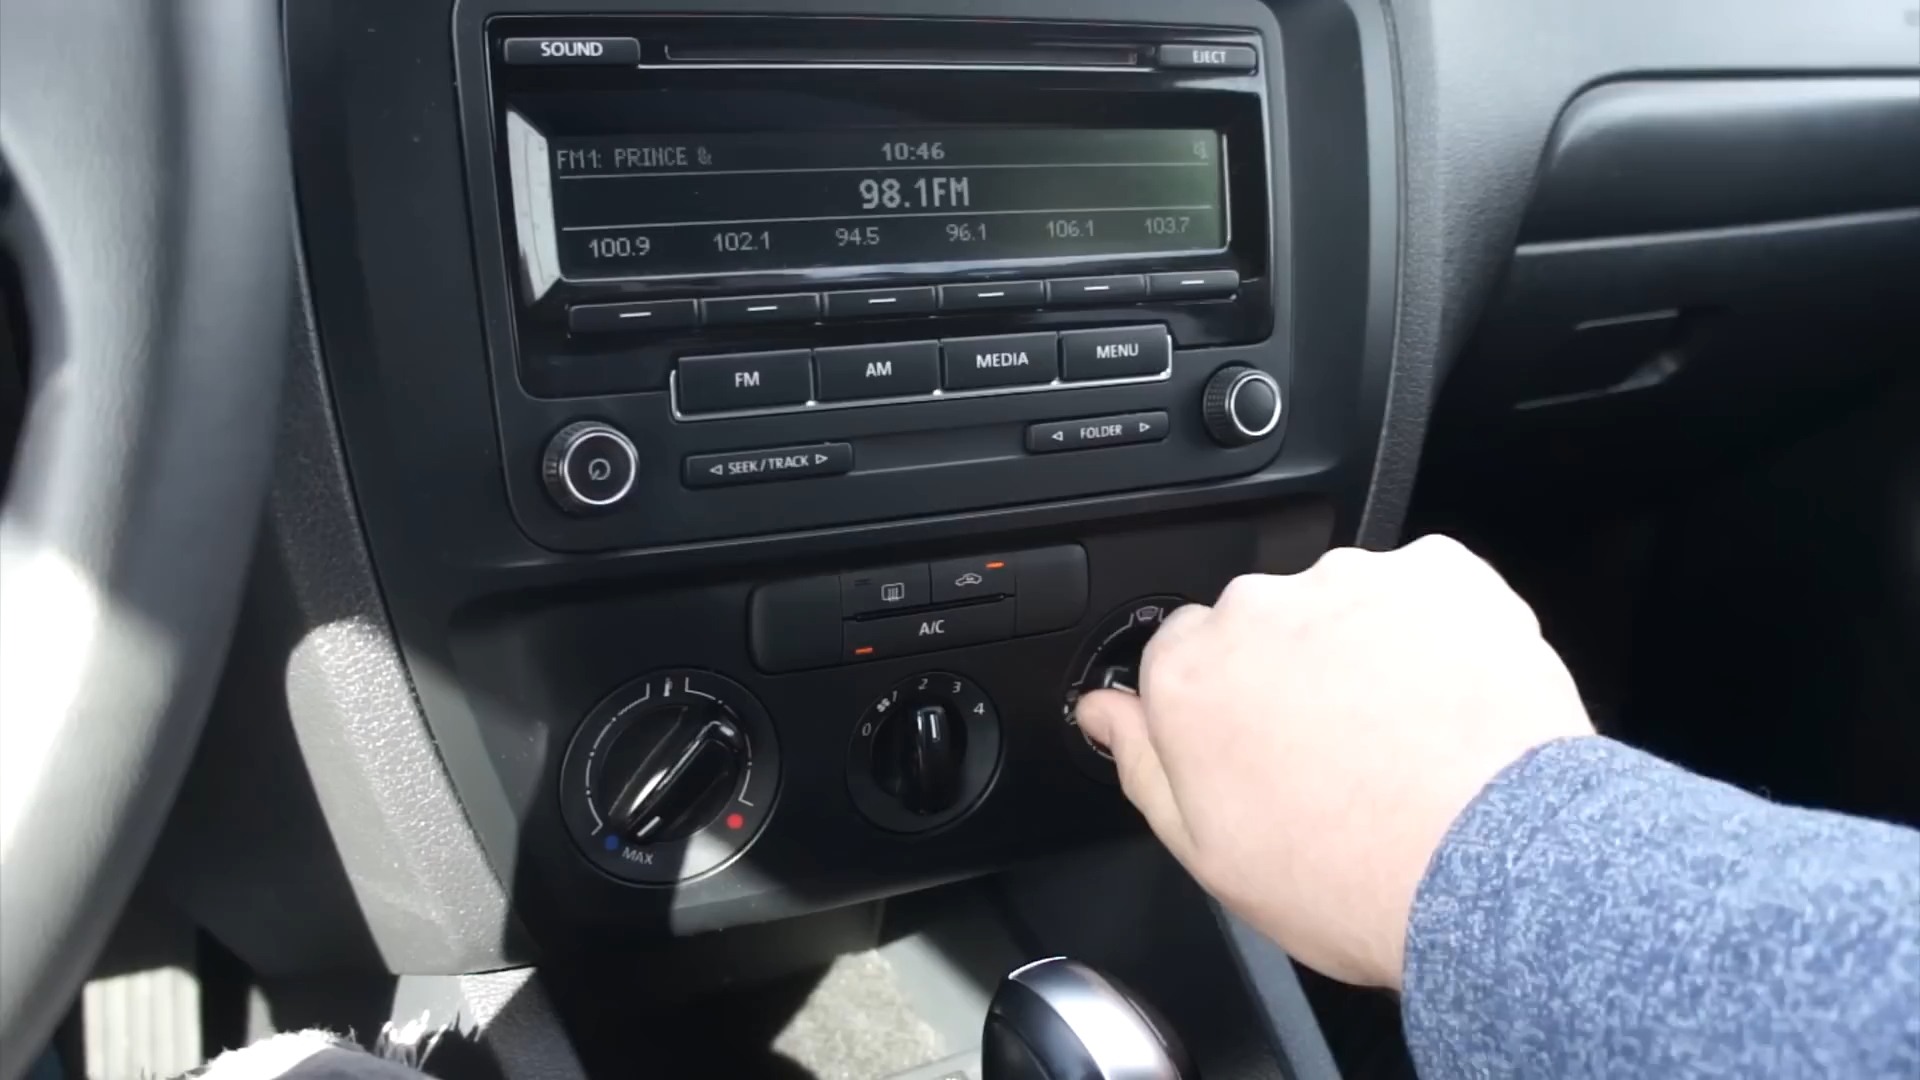 SOUND
EJECT
FM1: PRINCE &
10:46
98.1FM
100.9 102.1 94.5 96.1 106.1 103.7
FM AM MEDIA MENU
SEEK / TRACK
FOLDER
A/C
0 1 2 3 4
MAX